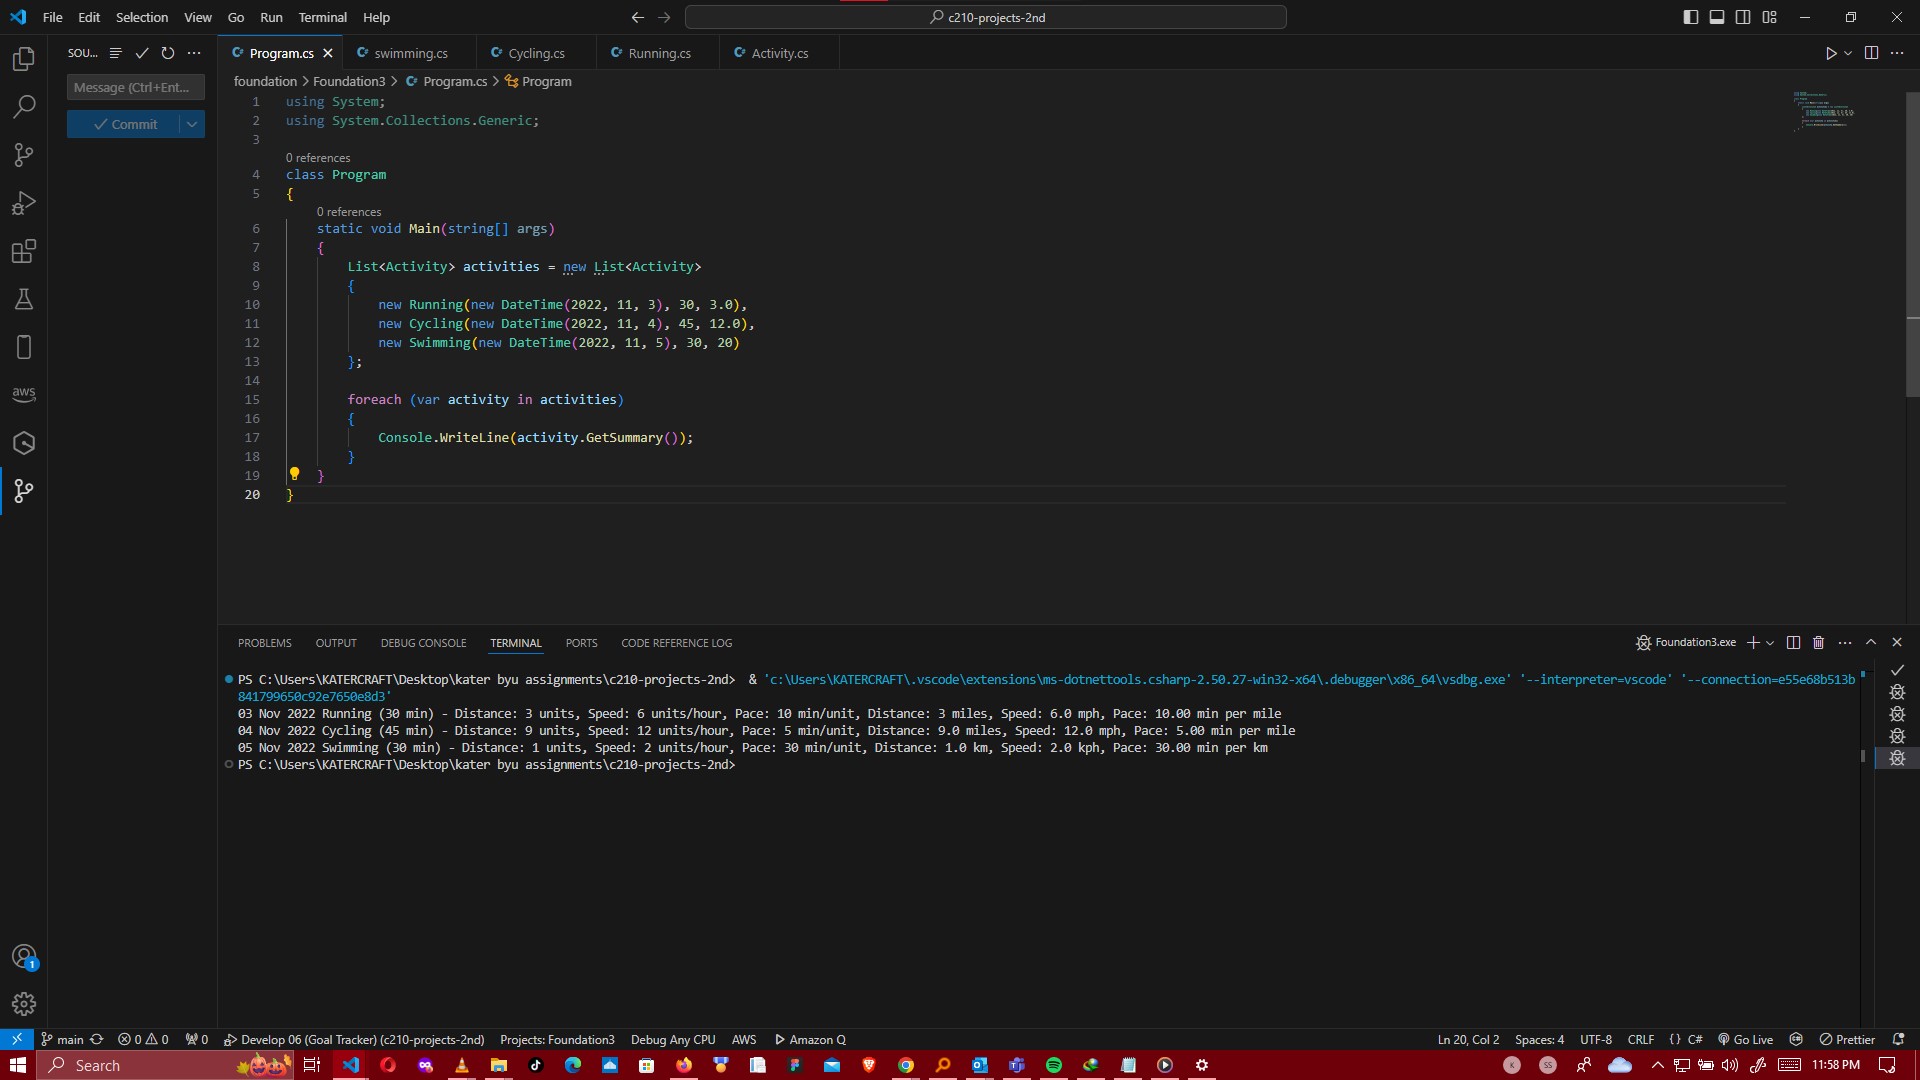 File Edit Selection View Go Run Terminal Help
c210-projects-2nd
SOU...
Program.cs
swimming.cs
Cycling.cs
Running.cs
Activity.cs
foundation > Foundation3 > Program.cs > Program
Message (Ctrl+Ent...
Commit
1 using System;
2 using System.Collections.Generic;
3
0 references
4 class Program
5 {
0 references
6 static void Main(string[] args)
7 {
8 List<Activity> activities = new List<Activity>
9 {
10 new Running(new DateTime(2022, 11, 3), 30, 3.0),
11 new Cycling(new DateTime(2022, 11, 4), 45, 12.0),
12 new Swimming(new DateTime(2022, 11, 5), 30, 20)
13 };
14
15 foreach (var activity in activities)
16 {
17 Console.WriteLine(activity.GetSummary());
18 }
19 }
20 }
PROBLEMS OUTPUT DEBUG CONSOLE TERMINAL PORTS CODE REFERENCE LOG
Foundation3.exe
PS C:\Users\KATERCRAFT\Desktop\kater byu assignments\c210-projects-2nd> & 'c:\Users\KATERCRAFT\.vscode\extensions\ms-dotnettools.csharp-2.50.27-win32-x64\.debugger\x86_64\vsdbg.exe' '--interpreter=vscode' '--connection=e55e68b513b
841799650c92e7650e8d3'
03 Nov 2022 Running (30 min) - Distance: 3 units, Speed: 6 units/hour, Pace: 10 min/unit, Distance: 3 miles, Speed: 6.0 mph, Pace: 10.00 min per mile
04 Nov 2022 Cycling (45 min) - Distance: 9 units, Speed: 12 units/hour, Pace: 5 min/unit, Distance: 9.0 miles, Speed: 12.0 mph, Pace: 5.00 min per mile
05 Nov 2022 Swimming (30 min) - Distance: 1 units, Speed: 2 units/hour, Pace: 30 min/unit, Distance: 1.0 km, Speed: 2.0 kph, Pace: 30.00 min per km
PS C:\Users\KATERCRAFT\Desktop\kater byu assignments\c210-projects-2nd>
aws
1
main 0 0 0 Develop 06 (Goal Tracker) (c210-projects-2nd) Projects: Foundation3 Debug Any CPU AWS Amazon Q
Ln 20, Col 2 Spaces: 4 UTF-8 CRLF {} C# Go Live Prettier
Search
K
SS
11:58 PM